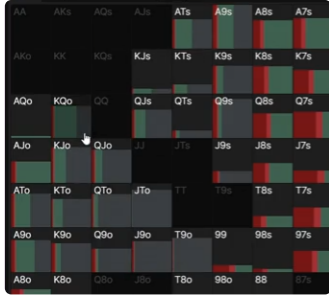 AA AKs AQs AJs ATs A9s A8s A7s
AKo KK KQs KJs KTs K9s K8s K7s
AQo KQo QQ QJs QTs Q9s Q8s Q7s
AJo KJo QJo JJ JTs J9s J8s J7s
ATo KTo QTo JTo TT T9s T8s T7s
A9o K9o Q9o J9o T9o 99 98s 97s
A8o K8o Q8o J8o T8o 98o 88 87s